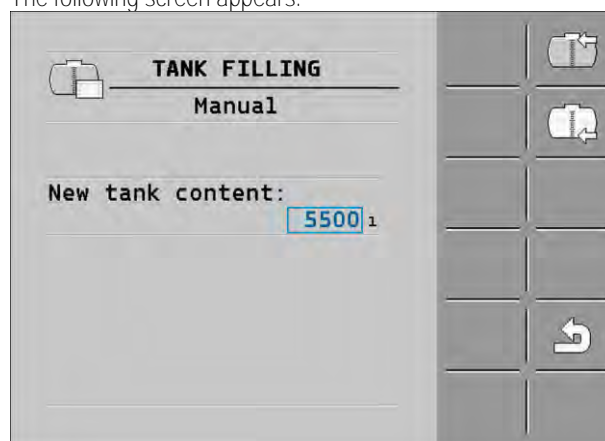 The following screen appears:
TANK FILLING
Manual
New tank content:
5500 l